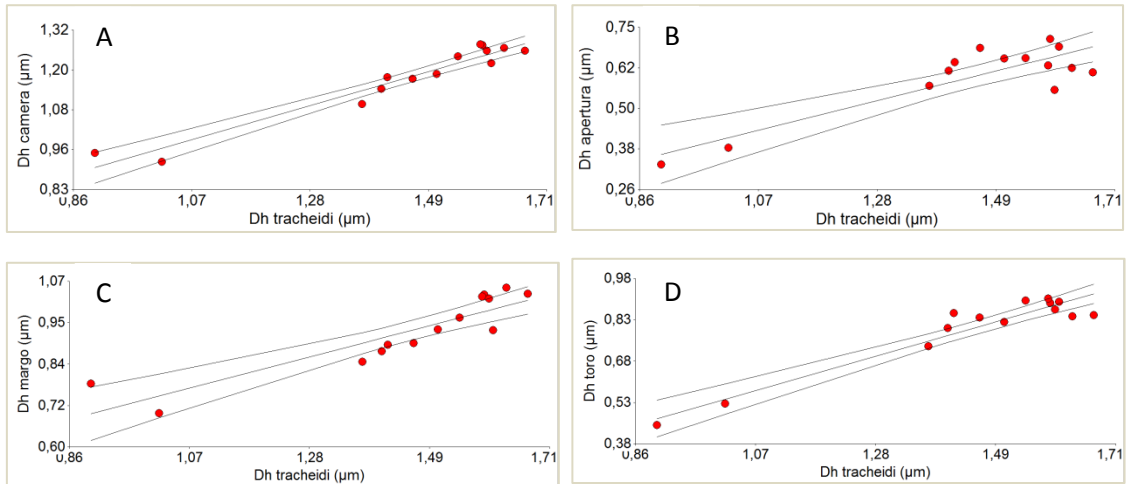 A
Dh camera (µm)
1,32
1,20
1,08
0,96
0,83
0,86 1,07 1,28 1,49 1,71
Dh tracheidi (µm)
B
Dh apertura (µm)
0,75
0,62
0,50
0,38
0,26
0,86 1,07 1,28 1,49 1,71
Dh tracheidi (µm)
C
Dh margo (µm)
1,07
0,95
0,84
0,72
0,60
0,86 1,07 1,28 1,49 1,71
Dh tracheidi (µm)
D
Dh toro (µm)
0,98
0,83
0,68
0,53
0,38
0,86 1,07 1,28 1,49 1,71
Dh tracheidi (µm)